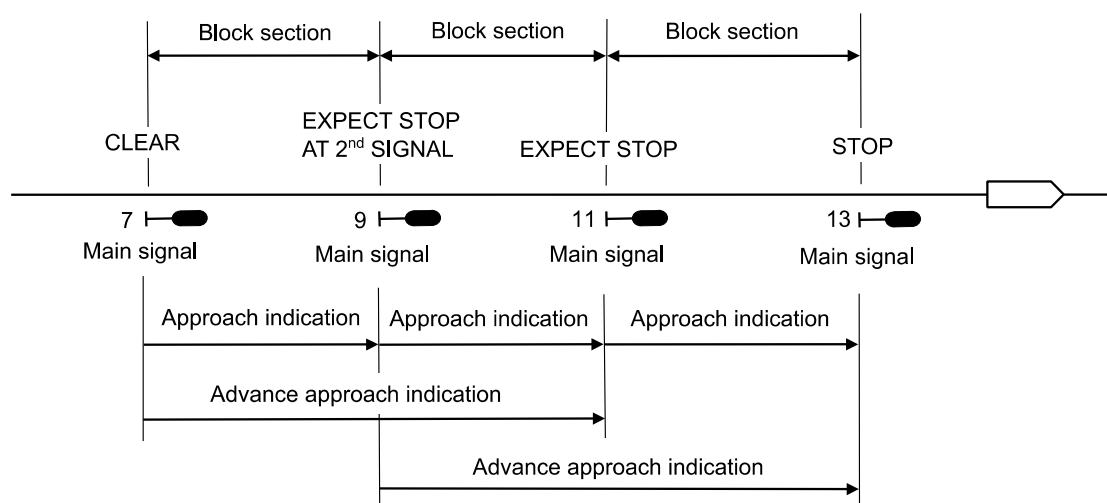 Block section Block section Block section
CLEAR
EXPECT STOP
AT 2nd SIGNAL
EXPECT STOP
STOP
7 9 11 13
Main signal Main signal Main signal Main signal
Approach indication Approach indication Approach indication
Advance approach indication
Advance approach indication